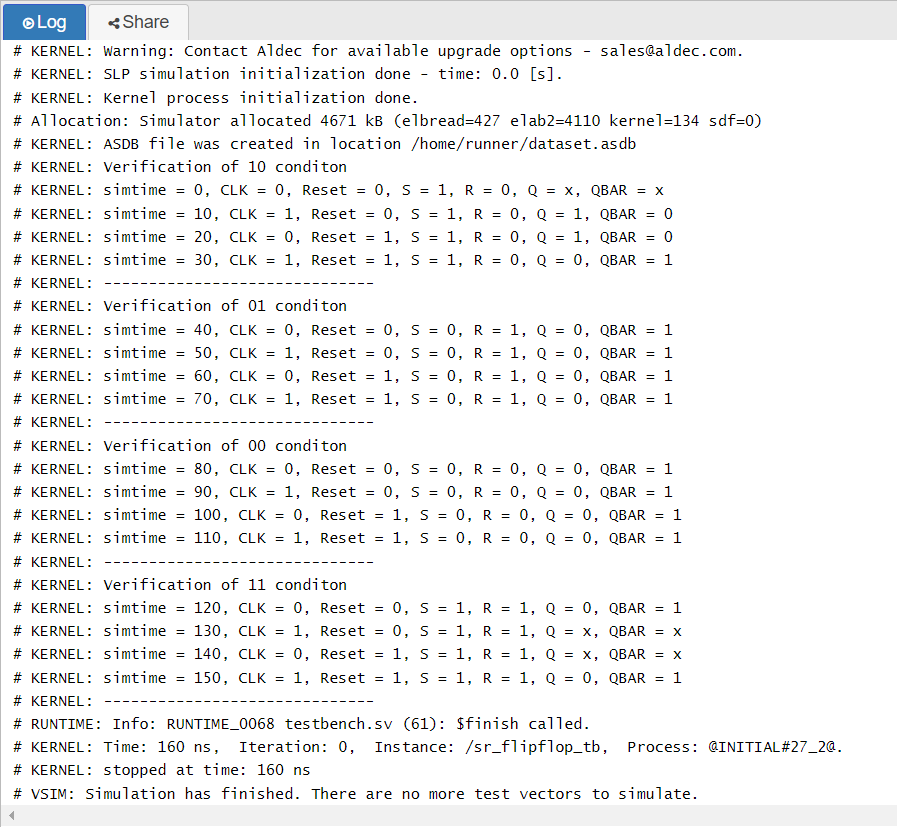 Log
Share
# KERNEL: Warning: Contact Aldec for available upgrade options - sales@aldec.com.
# KERNEL: SLP simulation initialization done - time: 0.0 [s].
# KERNEL: Kernel process initialization done.
# Allocation: Simulator allocated 4671 kB (elbread=427 elab2=4110 kernel=134 sdf=0)
# KERNEL: ASDB file was created in location /home/runner/dataset.asdb
# KERNEL: Verification of 10 conditon
# KERNEL: simtime = 0, CLK = 0, Reset = 0, S = 1, R = 0, Q = x, QBAR = x
# KERNEL: simtime = 10, CLK = 1, Reset = 0, S = 1, R = 0, Q = 1, QBAR = 0
# KERNEL: simtime = 20, CLK = 0, Reset = 1, S = 1, R = 0, Q = 1, QBAR = 0
# KERNEL: simtime = 30, CLK = 1, Reset = 1, S = 1, R = 0, Q = 0, QBAR = 1
# KERNEL: ------------------------------
# KERNEL: Verification of 01 conditon
# KERNEL: simtime = 40, CLK = 0, Reset = 0, S = 0, R = 1, Q = 0, QBAR = 1
# KERNEL: simtime = 50, CLK = 1, Reset = 0, S = 0, R = 1, Q = 0, QBAR = 1
# KERNEL: simtime = 60, CLK = 0, Reset = 1, S = 0, R = 1, Q = 0, QBAR = 1
# KERNEL: simtime = 70, CLK = 1, Reset = 1, S = 0, R = 1, Q = 0, QBAR = 1
# KERNEL: ------------------------------
# KERNEL: Verification of 00 conditon
# KERNEL: simtime = 80, CLK = 0, Reset = 0, S = 0, R = 0, Q = 0, QBAR = 1
# KERNEL: simtime = 90, CLK = 1, Reset = 0, S = 0, R = 0, Q = 0, QBAR = 1
# KERNEL: simtime = 100, CLK = 0, Reset = 1, S = 0, R = 0, Q = 0, QBAR = 1
# KERNEL: simtime = 110, CLK = 1, Reset = 1, S = 0, R = 0, Q = 0, QBAR = 1
# KERNEL: ------------------------------
# KERNEL: Verification of 11 conditon
# KERNEL: simtime = 120, CLK = 0, Reset = 0, S = 1, R = 1, Q = 0, QBAR = 1
# KERNEL: simtime = 130, CLK = 1, Reset = 0, S = 1, R = 1, Q = x, QBAR = x
# KERNEL: simtime = 140, CLK = 0, Reset = 1, S = 1, R = 1, Q = x, QBAR = x
# KERNEL: simtime = 150, CLK = 1, Reset = 1, S = 1, R = 1, Q = 0, QBAR = 1
# KERNEL: ------------------------------
# RUNTIME: Info: RUNTIME_0068 testbench.sv (61): $finish called.
# KERNEL: Time: 160 ns,  Iteration: 0,  Instance: /sr_flipflop_tb,  Process: @INITIAL#27_2@.
# KERNEL: stopped at time: 160 ns
# VSIM: Simulation has finished. There are no more test vectors to simulate.